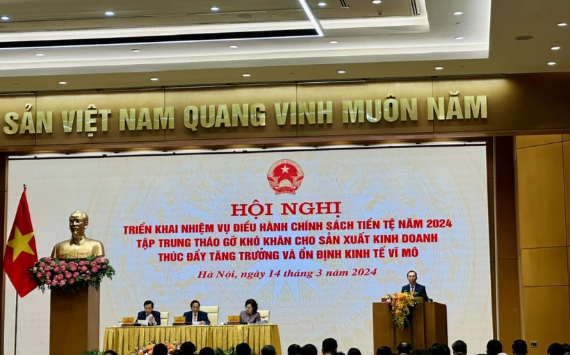 SẢN VIỆT NAM QUANG VINH MUÔN NĂM
HỘI NGHỊ
TRIỂN KHAI NHIỆM VỤ ĐIỀU HÀNH CHÍNH SÁCH TIỀN TỆ NĂM 2024
TẬP TRUNG THÁO GỠ KHÓ KHĂN CHO SẢN XUẤT KINH DOANH
THÚC ĐẨY TĂNG TRƯỞNG VÀ ỔN ĐỊNH KINH TẾ VĨ MÔ
Hà Nội, ngày 14 tháng 3 năm 2024